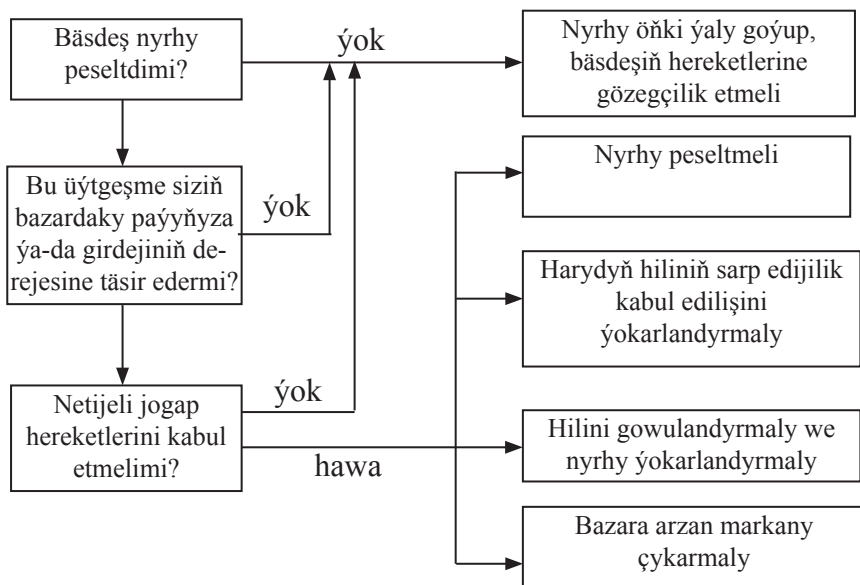 Bäsdeş nyrhy
peseltdimi?
ýok
Nyrhy öňki ýaly goýup,
bäsdeşiň hereketlerine
gözegçilik etmeli
Bu üýtgeşme siziň
bazardaky paýyňyza
ýa-da girdejiniň de-
rejesine täsir edermi?
ýok
Nyrhy peseltmeli
Harydyň hiliniň sarp edijilik
kabul edilişini
ýokarlandyrmaly
Netijeli jogap
hereketlerini kabul
etmelimi?
ýok
hawa
Hilini gowulandyrmaly we
nyrhy ýokarlandyrmaly
Bazara arzan markany
çykarmaly